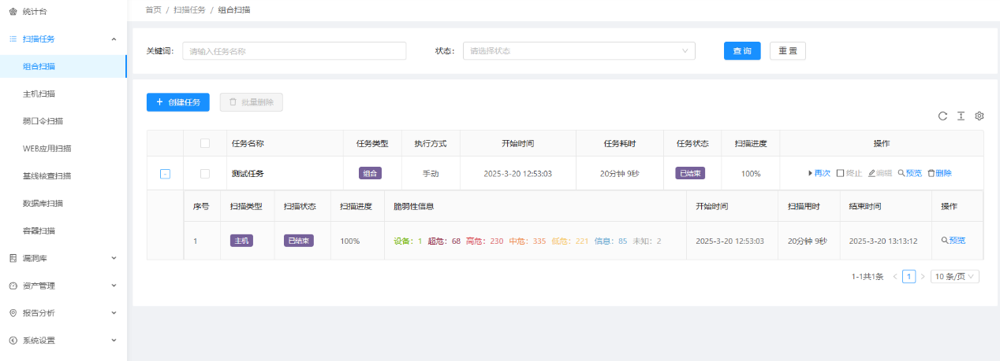 统计台
扫描任务
组合扫描
主机扫描
弱口令扫描
WEB应用扫描
基线核查扫描
数据库扫描
容器扫描
漏洞库
资产管理
报告分析
系统设置
首页 / 扫描任务 / 组合扫描
关键词： 请输入任务名称 状态： 请选择状态 查 询 重 置
+ 创建任务 批量删除
任务名称 任务类型 执行方式 开始时间 任务耗时 任务状态 扫描进度 操作
测试任务 组合 手动 2025-3-20 12:53:03 20分钟 9秒 已结束 100% 再次 终止 编辑 预览 删除
序号 扫描类型 扫描状态 扫描进度 脆弱性信息 开始时间 扫描用时 结束时间 操作
1 主机 已结束 100% 设备：1 超危：68 高危：230 中危：335 低危：221 信息：85 未知：2 2025-3-20 12:53:03 20分钟 9秒 2025-3-20 13:13:12 预览
1-1共1条 < 1 > 10 条/页